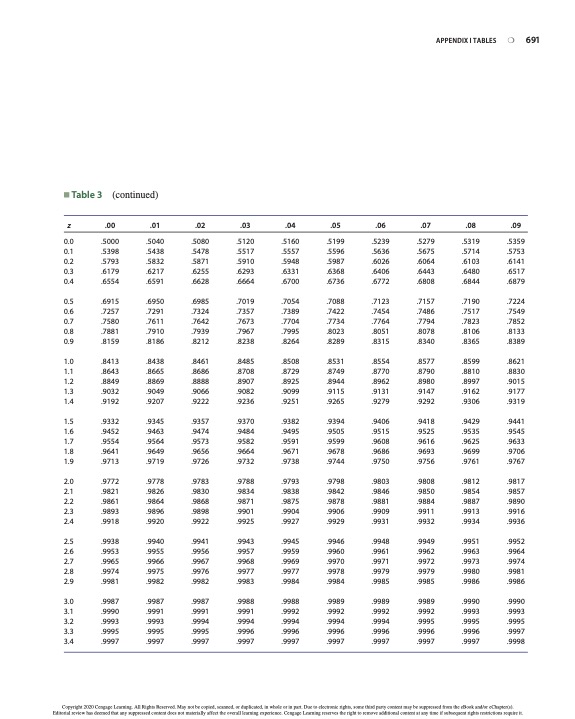 APPENDIX I TABLES ❍ 691
■ Table 3 (continued)
z .00 .01 .02 .03 .04 .05 .06 .07 .08 .09
0.0 .5000 .5040 .5080 .5120 .5160 .5199 .5239 .5279 .5319 .5359
0.1 .5398 .5438 .5478 .5517 .5557 .5596 .5636 .5675 .5714 .5753
0.2 .5793 .5832 .5871 .5910 .5948 .5987 .6026 .6064 .6103 .6141
0.3 .6179 .6217 .6255 .6293 .6331 .6368 .6406 .6443 .6480 .6517
0.4 .6554 .6591 .6628 .6664 .6700 .6736 .6772 .6808 .6844 .6879
0.5 .6915 .6950 .6985 .7019 .7054 .7088 .7123 .7157 .7190 .7224
0.6 .7257 .7291 .7324 .7357 .7389 .7422 .7454 .7486 .7517 .7549
0.7 .7580 .7611 .7642 .7673 .7704 .7734 .7764 .7794 .7823 .7852
0.8 .7881 .7910 .7939 .7967 .7995 .8023 .8051 .8078 .8106 .8133
0.9 .8159 .8186 .8212 .8238 .8264 .8289 .8315 .8340 .8365 .8389
1.0 .8413 .8438 .8461 .8485 .8508 .8531 .8554 .8577 .8599 .8621
1.1 .8643 .8665 .8686 .8708 .8729 .8749 .8770 .8790 .8810 .8830
1.2 .8849 .8869 .8888 .8907 .8925 .8944 .8962 .8980 .8997 .9015
1.3 .9032 .9049 .9066 .9082 .9099 .9115 .9131 .9147 .9162 .9177
1.4 .9192 .9207 .9222 .9236 .9251 .9265 .9279 .9292 .9306 .9319
1.5 .9332 .9345 .9357 .9370 .9382 .9394 .9406 .9418 .9429 .9441
1.6 .9452 .9463 .9474 .9484 .9495 .9505 .9515 .9525 .9535 .9545
1.7 .9554 .9564 .9573 .9582 .9591 .9599 .9608 .9616 .9625 .9633
1.8 .9641 .9649 .9656 .9664 .9671 .9678 .9686 .9693 .9699 .9706
1.9 .9713 .9719 .9726 .9732 .9738 .9744 .9750 .9756 .9761 .9767
2.0 .9772 .9778 .9783 .9788 .9793 .9798 .9803 .9808 .9812 .9817
2.1 .9821 .9826 .9830 .9834 .9838 .9842 .9846 .9850 .9854 .9857
2.2 .9861 .9864 .9868 .9871 .9875 .9878 .9881 .9884 .9887 .9890
2.3 .9893 .9896 .9898 .9901 .9904 .9906 .9909 .9911 .9913 .9916
2.4 .9918 .9920 .9922 .9925 .9927 .9929 .9931 .9932 .9934 .9936
2.5 .9938 .9940 .9941 .9943 .9945 .9946 .9948 .9949 .9951 .9952
2.6 .9953 .9955 .9956 .9957 .9959 .9960 .9961 .9962 .9963 .9964
2.7 .9965 .9966 .9967 .9968 .9969 .9970 .9971 .9972 .9973 .9974
2.8 .9974 .9975 .9976 .9977 .9977 .9978 .9979 .9979 .9980 .9981
2.9 .9981 .9982 .9982 .9983 .9984 .9984 .9985 .9985 .9986 .9986
3.0 .9987 .9987 .9987 .9988 .9988 .9989 .9989 .9989 .9990 .9990
3.1 .9990 .9991 .9991 .9991 .9992 .9992 .9992 .9992 .9993 .9993
3.2 .9993 .9993 .9994 .9994 .9994 .9994 .9994 .9995 .9995 .9995
3.3 .9995 .9995 .9995 .9996 .9996 .9996 .9996 .9996 .9996 .9997
3.4 .9997 .9997 .9997 .9997 .9997 .9997 .9997 .9997 .9997 .9998
Copyright 2020 Cengage Learning. All Rights Reserved. May not be copied, scanned, or duplicated, in whole or in part. Due to electronic rights, some third party content may be suppressed from the eBook and/or eChapter(s).
Editorial review has deemed that any suppressed content does not materially affect the overall learning experience. Cengage Learning reserves the right to remove additional content at any time if subsequent rights restrictions require it.